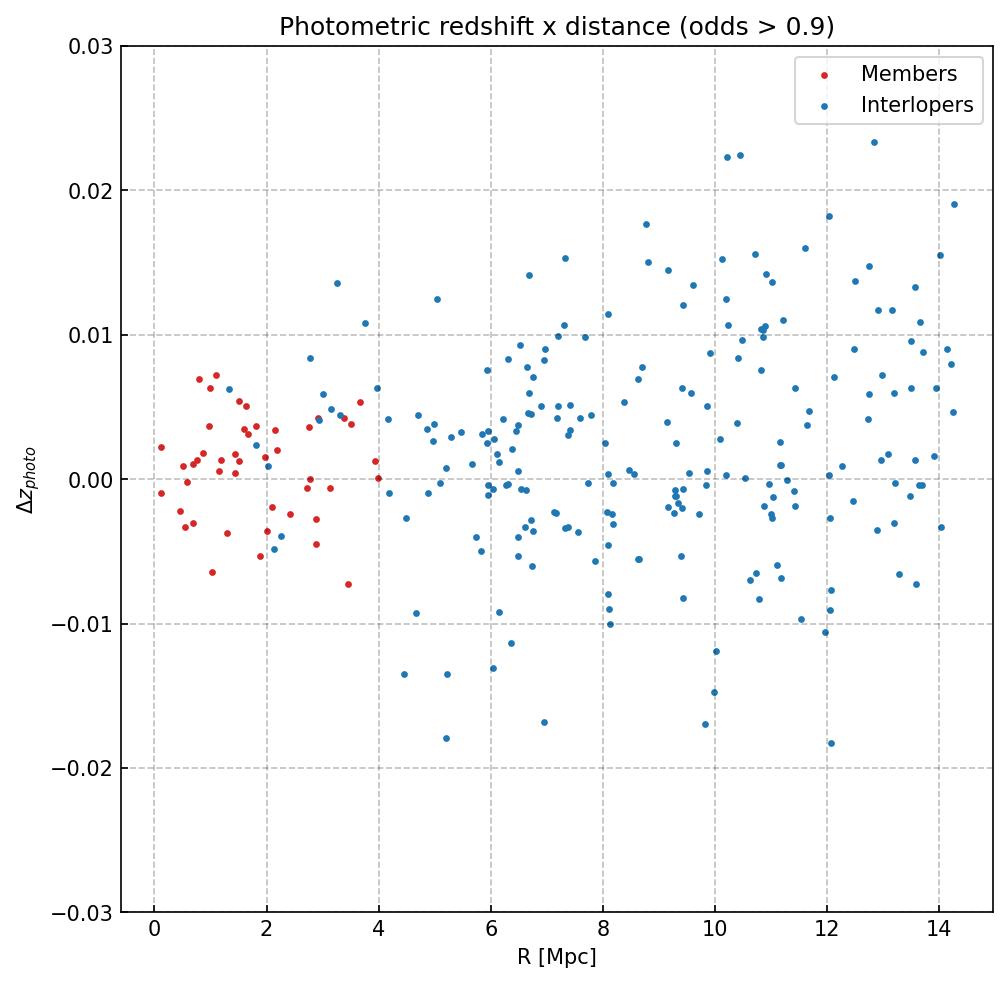 Photometric redshift x distance (odds > 0.9)
Members
Interlopers
0.03
0.02
0.01
0.00
−0.01
−0.02
−0.03
Δz_photo
0 2 4 6 8 10 12 14
R [Mpc]